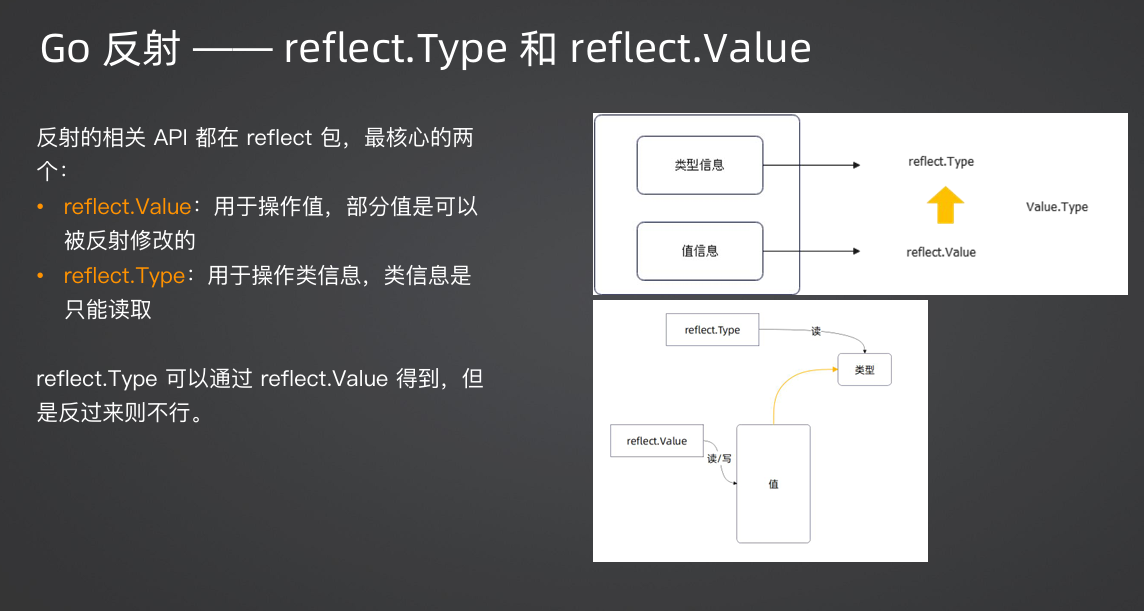 Go 反射 —— reflect.Type 和 reflect.Value
反射的相关 API 都在 reflect 包，最核心的两
个：
• reflect.Value：用于操作值，部分值是可以
被反射修改的
• reflect.Type：用于操作类信息，类信息是
只能读取
reflect.Type 可以通过 reflect.Value 得到，但
是反过来则不行。
类型信息
reflect.Type
Value.Type
值信息
reflect.Value
reflect.Type
读
类型
reflect.Value
读/写
值